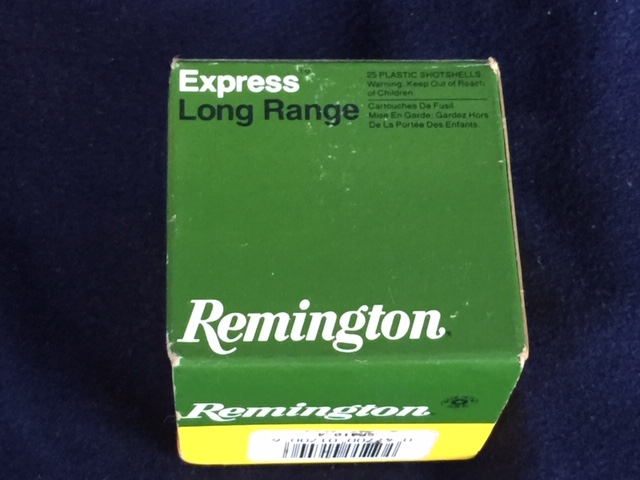 Express
Long Range
25 PLASTIC SHOTSHELLS
Warning: Keep Out of Reach
of Children.
Cartouches De Fusil
Mise En Garde: Gardez Hors
De La Portée Des Enfants.
Remington
Remington